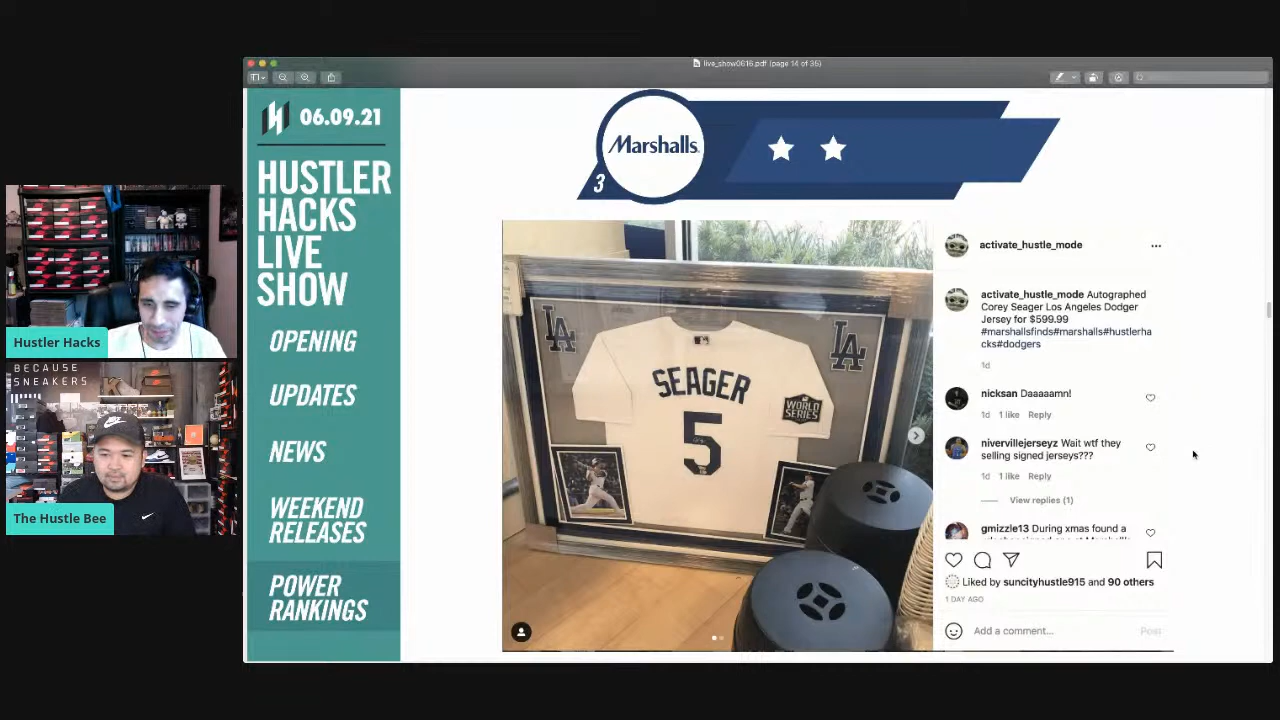 live_show0616.pdf (page 14 of 35)
06.09.21
HUSTLER
HACKS
LIVE
SHOW
OPENING
UPDATES
NEWS
WEEKEND
RELEASES
POWER
RANKINGS
Hustler Hacks
BECAUSE
SNEAKERS
The Hustle Bee
Marshalls
3
LA
LA
SEAGER
5
WORLD
SERIES
activate_hustle_mode
activate_hustle_mode Autographed
Corey Seager Los Angeles Dodger
Jersey for $599.99
#marshallsfinds#marshalls#hustlerha
cks#dodgers
1d
nicksan Daaaaamn!
1d 1 like Reply
nivervillejerseyz Wait wtf they
selling signed jerseys???
1d 1 like Reply
View replies (1)
gmizzle13 During xmas found a
Liked by suncityhustle915 and 90 others
1 DAY AGO
Add a comment...
Post